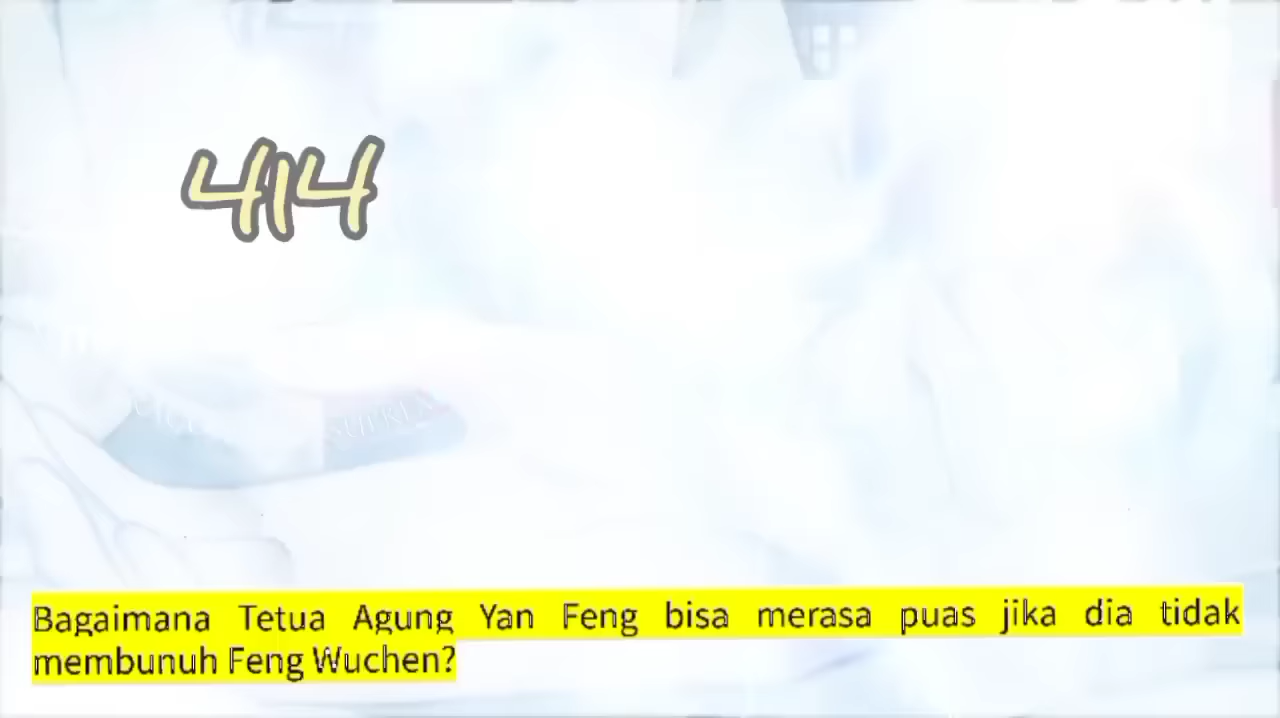 414
Bagaimana Tetua Agung Yan Feng bisa merasa puas jika dia tidak
membunuh Feng Wuchen?